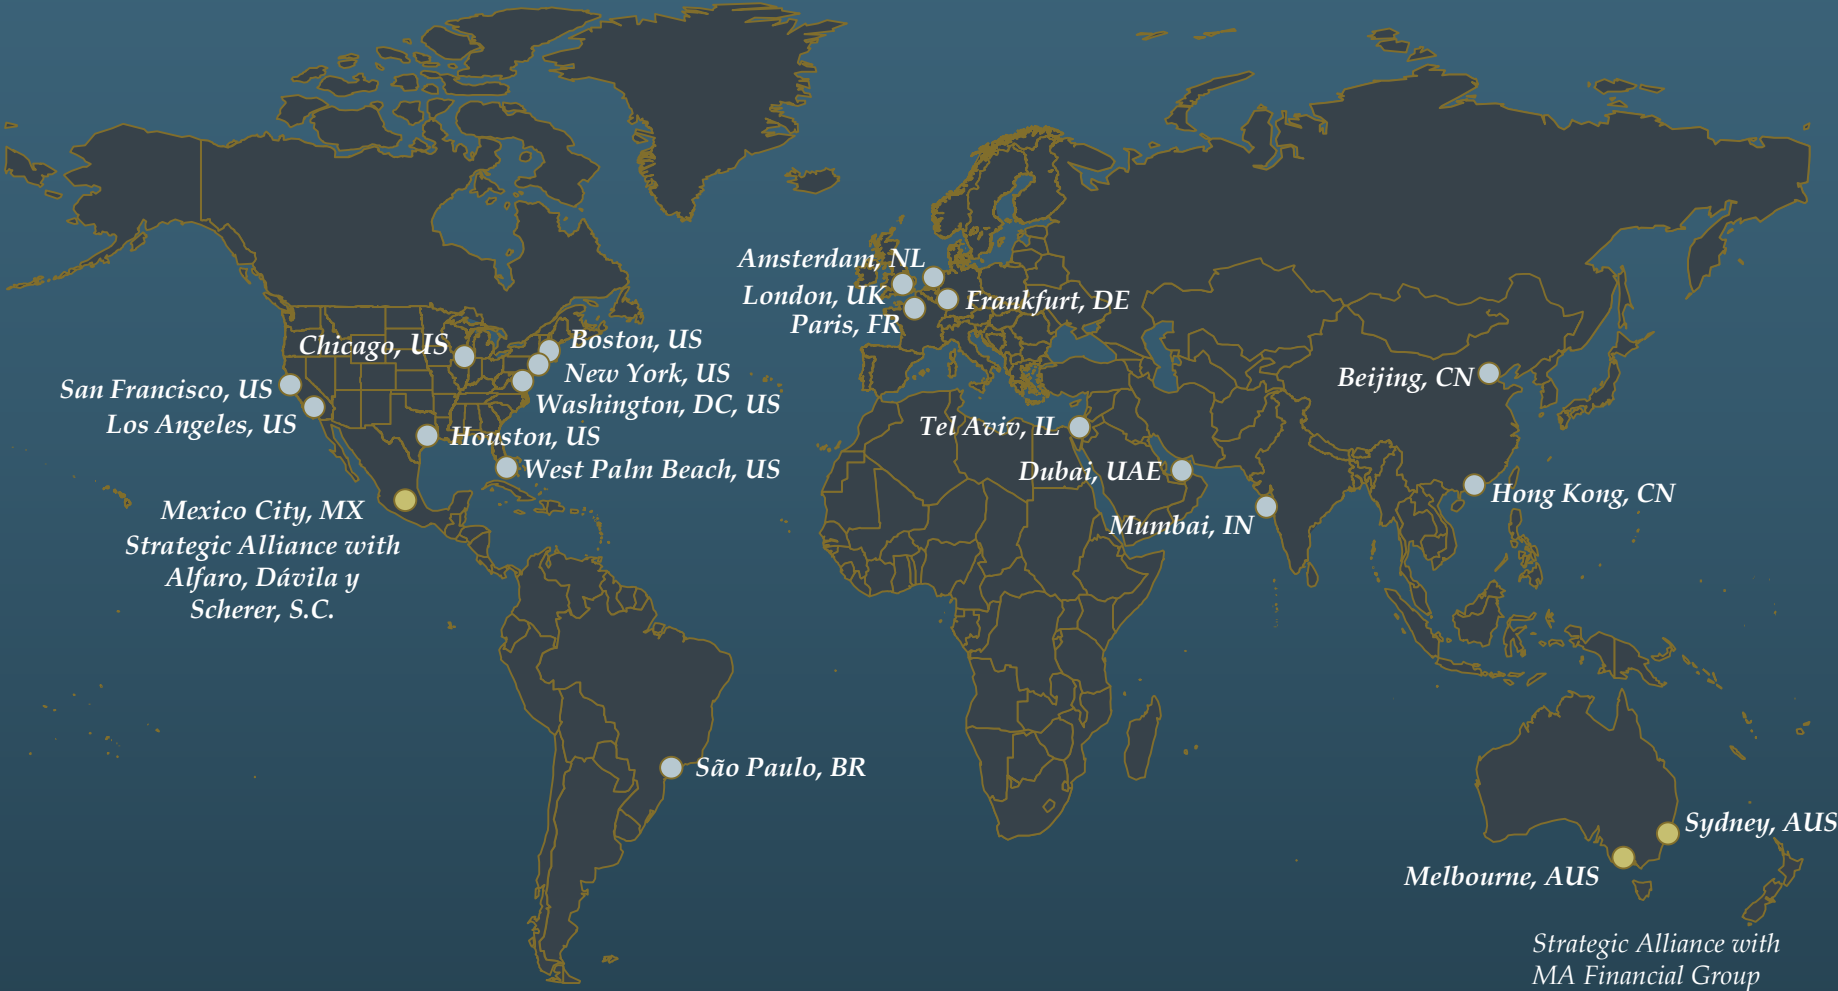 Amsterdam, NL
London, UK
Paris, FR
Frankfurt, DE
Chicago, US
Boston, US
New York, US
Washington, DC, US
San Francisco, US
Los Angeles, US
Houston, US
West Palm Beach, US
Mexico City, MX
Strategic Alliance with
Alfaro, Dávila y
Scherer, S.C.
Beijing, CN
Tel Aviv, IL
Dubai, UAE
Mumbai, IN
Hong Kong, CN
São Paulo, BR
Sydney, AUS
Melbourne, AUS
Strategic Alliance with
MA Financial Group